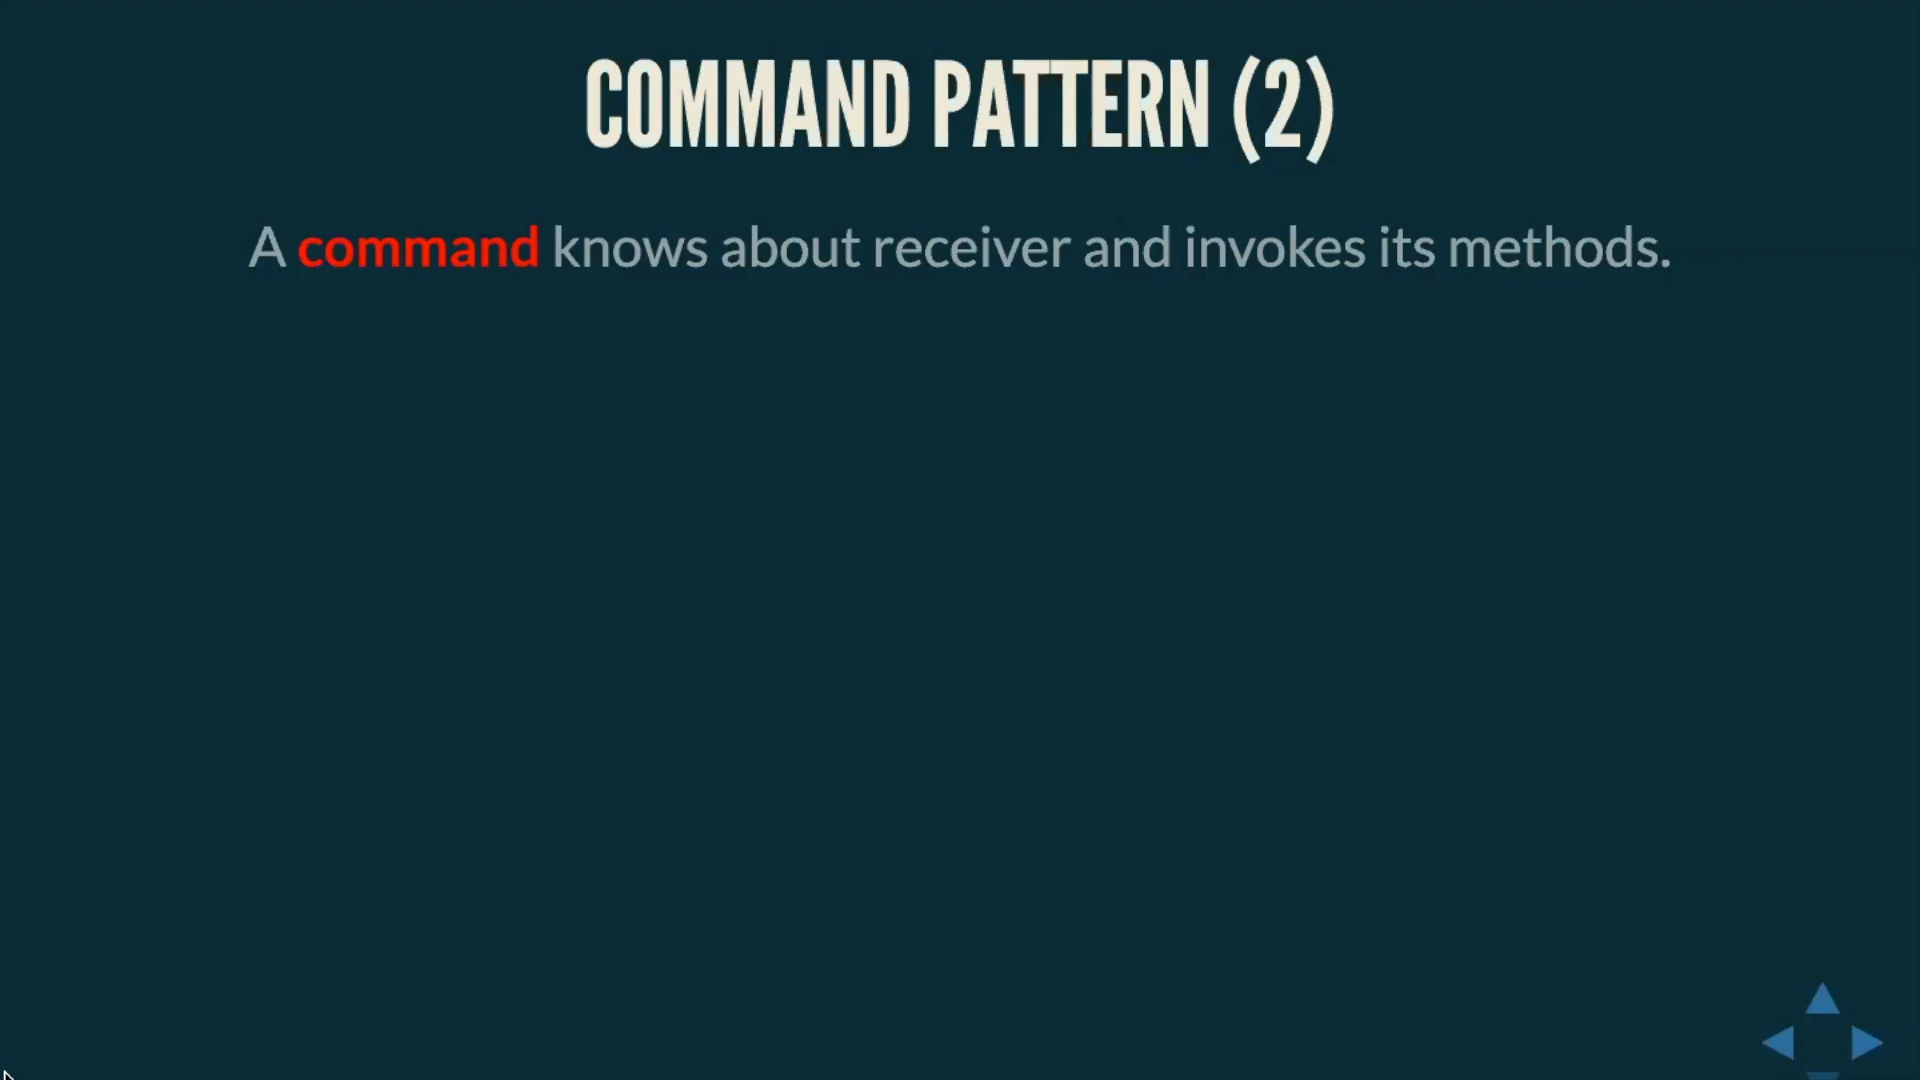 COMMAND PATTERN (2)
A command knows about receiver and invokes its methods.